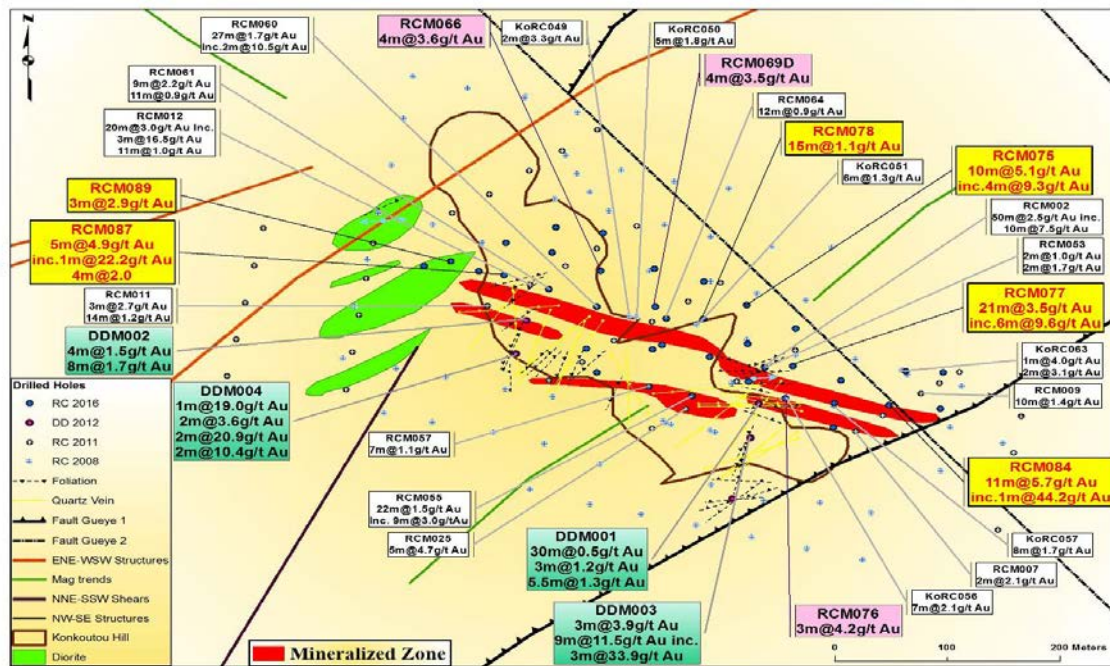 RCM060
27m@1.7g/t Au
inc.2m@10.5g/t Au
RCM066
4m@3.6g/t Au
KoRC049
2m@3.3g/t Au
KoRC050
5m@1.8g/t Au
RCM069D
4m@3.5g/t Au
RCM061
9m@2.2g/t Au
11m@0.9g/t Au
RCM064
12m@0.9g/t Au
RCM012
20m@3.0g/t Au inc.
3m@16.5g/t Au
11m@1.0g/t Au
RCM078
15m@1.1g/t Au
KoRC051
6m@1.3g/t Au
RCM075
10m@5.1g/t Au
inc.4m@9.3g/t Au
RCM089
3m@2.9g/t Au
RCM002
50m@2.5g/t Au inc.
10m@7.5g/t Au
RCM087
5m@4.9g/t Au
inc.1m@22.2g/t Au
4m@2.0
RCM053
2m@1.0g/t Au
2m@1.7g/t Au
RCM011
3m@2.7g/t Au
14m@1.2g/t Au
RCM077
21m@3.5g/t Au
inc.6m@9.6g/t Au
DDM002
4m@1.5g/t Au
8m@1.7g/t Au
KoRC063
1m@4.0g/t Au
2m@3.1g/t Au
DDM004
1m@19.0g/t Au
2m@3.6g/t Au
2m@20.9g/t Au
2m@10.4g/t Au
RCM009
10m@1.4g/t Au
RCM057
7m@1.1g/t Au
RCM084
11m@5.7g/t Au
inc.1m@44.2g/t Au
RCM055
22m@1.5g/t Au
Inc. 9m@3.0g/tAu
RCM025
5m@4.7g/t Au
DDM001
30m@0.5g/t Au
3m@1.2g/t Au
5.5m@1.3g/t Au
KoRC057
8m@1.7g/t Au
RCM007
2m@2.1g/t Au
KoRC056
7m@2.1g/t Au
DDM003
3m@3.9g/t Au
9m@11.5g/t Au inc.
3m@33.9g/t Au
RCM076
3m@4.2g/t Au
Drilled Holes
RC 2016
DD 2012
RC 2011
RC 2008
Foliation
Quartz Vein
Fault Gueye 1
Fault Gueye 2
ENE-WSW Structures
Mag trends
NNE-SSW Shears
NW-SE Structures
Konkoutou Hill
Diorite
Mineralized Zone
0 100 200 Meters